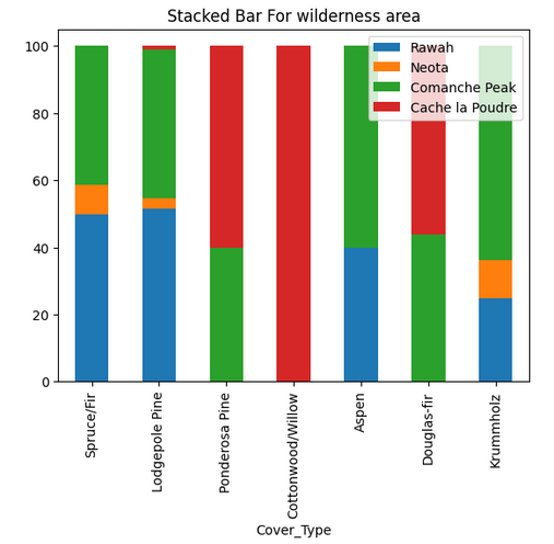 Stacked Bar For wilderness area
100
80
60
40
20
0
Rawah
Neota
Comanche Peak
Cache la Poudre
Spruce/Fir
Lodgepole Pine
Ponderosa Pine
Cottonwood/Willow
Aspen
Douglas-fir
Krummholz
Cover_Type